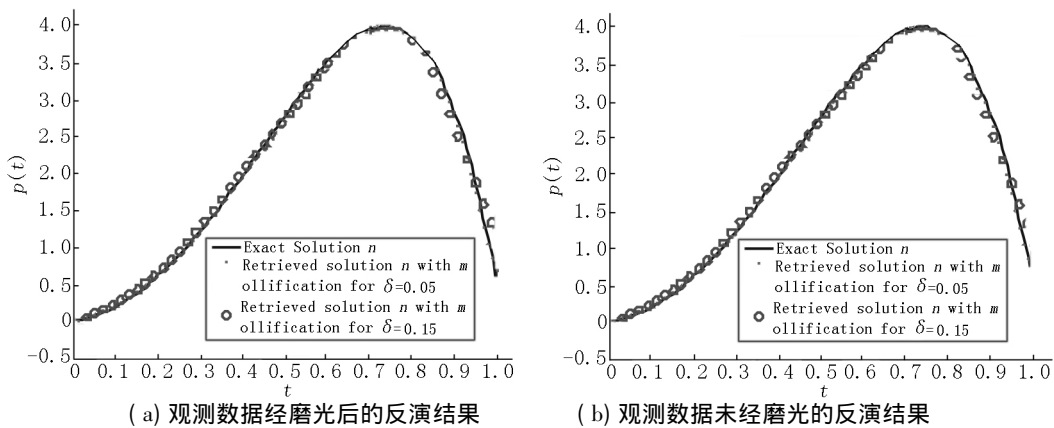 4.0
3.5
3.0
2.5
2.0
1.5
1.0
0.5
0
-0.5
p(t)
0 0.1 0.2 0.3 0.4 0.5 0.6 0.7 0.8 0.9 1.0
t
Exact Solution n
Retrieved solution n with m
ollification for δ=0.05
Retrieved solution n with m
ollification for δ=0.15
(a) 观测数据经磨光后的反演结果
4.0
3.5
3.0
2.5
2.0
1.5
1.0
0.5
0
-0.5
p(t)
0 0.1 0.2 0.3 0.4 0.5 0.6 0.7 0.8 0.9 1.0
t
Exact Solution n
Retrieved solution n with m
ollification for δ=0.05
Retrieved solution n with m
ollification for δ=0.15
(b) 观测数据未经磨光的反演结果